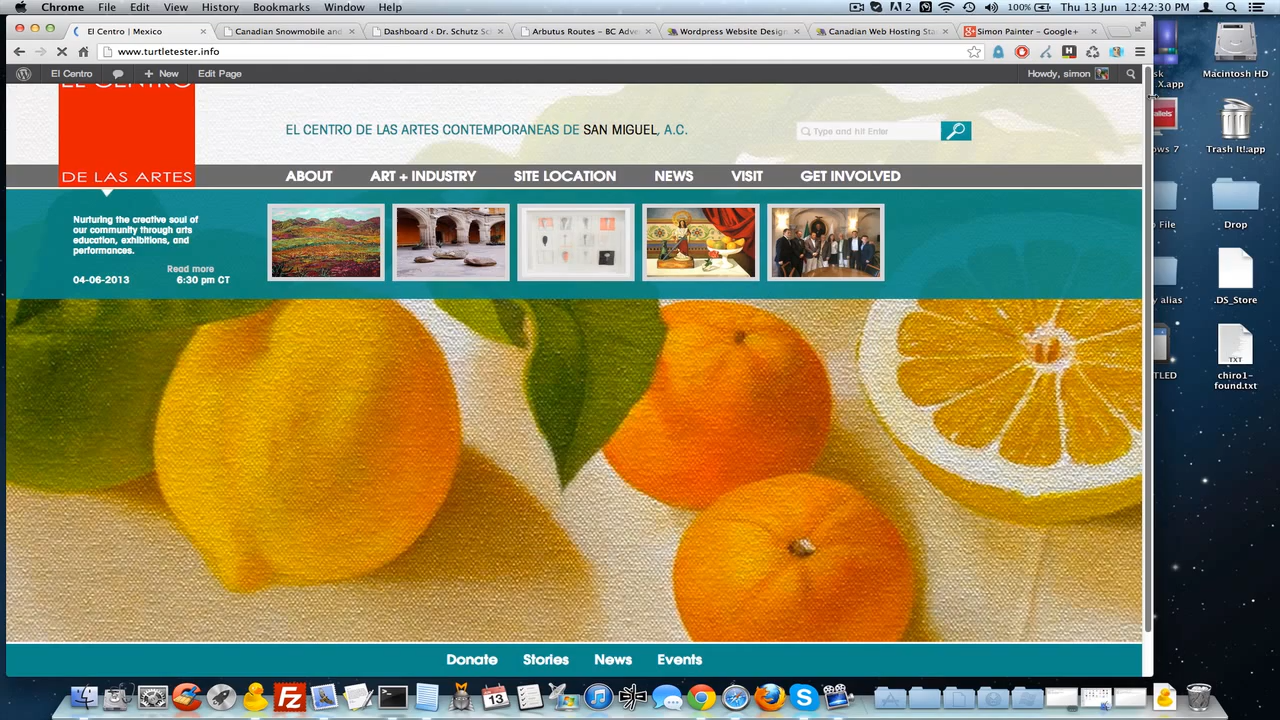 Chrome File Edit View History Bookmarks Window Help
2 100% Thu 13 Jun 12:42:30 PM
El Centro | Mexico
Canadian Snowmobile and
Dashboard ‹ Dr. Schutz Sc
Arbutus Routes – BC Adve
Wordpress Website Design
Canadian Web Hosting Sta
Simon Painter – Google+
www.turtletester.info
El Centro + New Edit Page Howdy, simon
EL CENTRO
DE LAS ARTES
EL CENTRO DE LAS ARTES CONTEMPORANEAS DE SAN MIGUEL, A.C.
Type and hit Enter
ABOUT ART + INDUSTRY SITE LOCATION NEWS VISIT GET INVOLVED
Nurturing the creative soul of
our community through arts
education, exhibitions, and
performances.
Read more
04-06-2013 6:30 pm CT
Donate Stories News Events
sk
X.app
Macintosh HD
ows 7
Trash It!.app
File
Drop
y alias
.DS_Store
TLED
TXT
chiro1-
found.txt
13